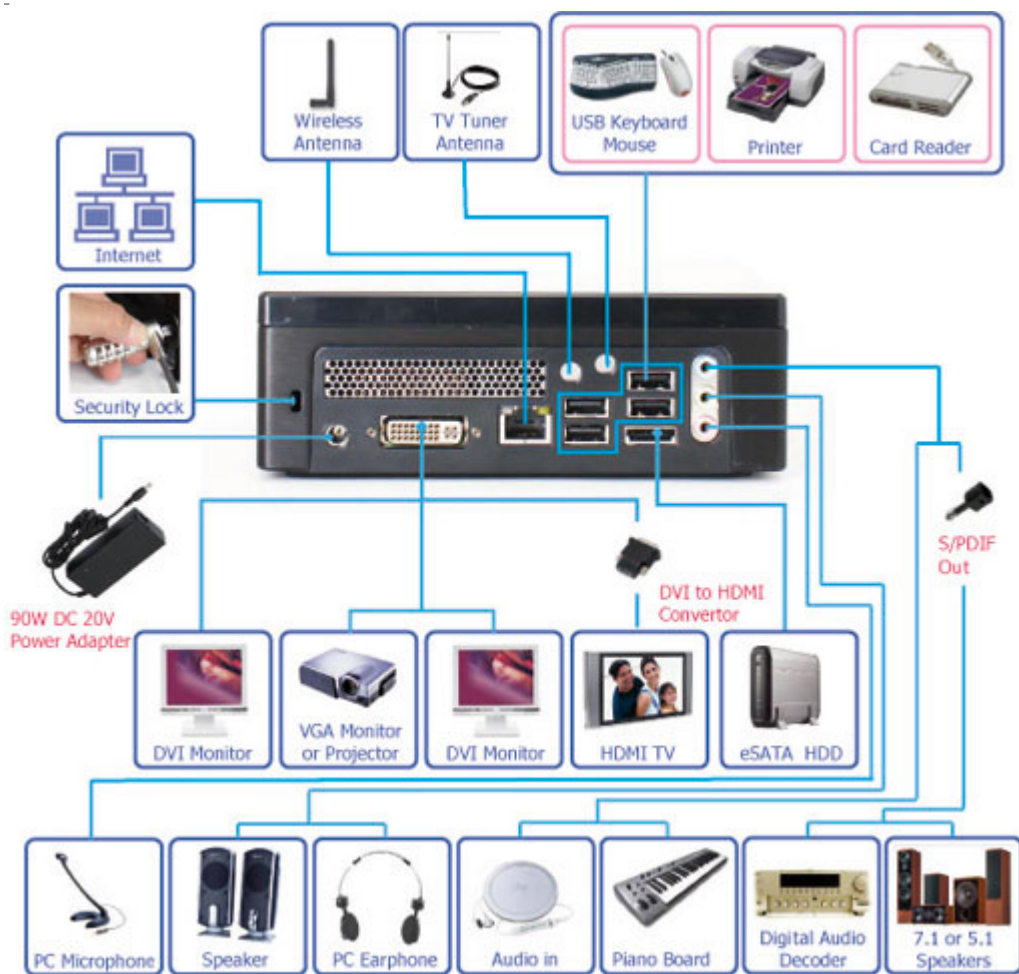 Wireless
Antenna
TV Tuner
Antenna
USB Keyboard
Mouse
Printer
Card Reader
Internet
Security Lock
90W DC 20V
Power Adapter
S/PDIF
Out
DVI to HDMI
Convertor
DVI Monitor
VGA Monitor
or Projector
DVI Monitor
HDMI TV
eSATA HDD
PC Microphone
Speaker
PC Earphone
Audio in
Piano Board
Digital Audio
Decoder
7.1 or 5.1
Speakers